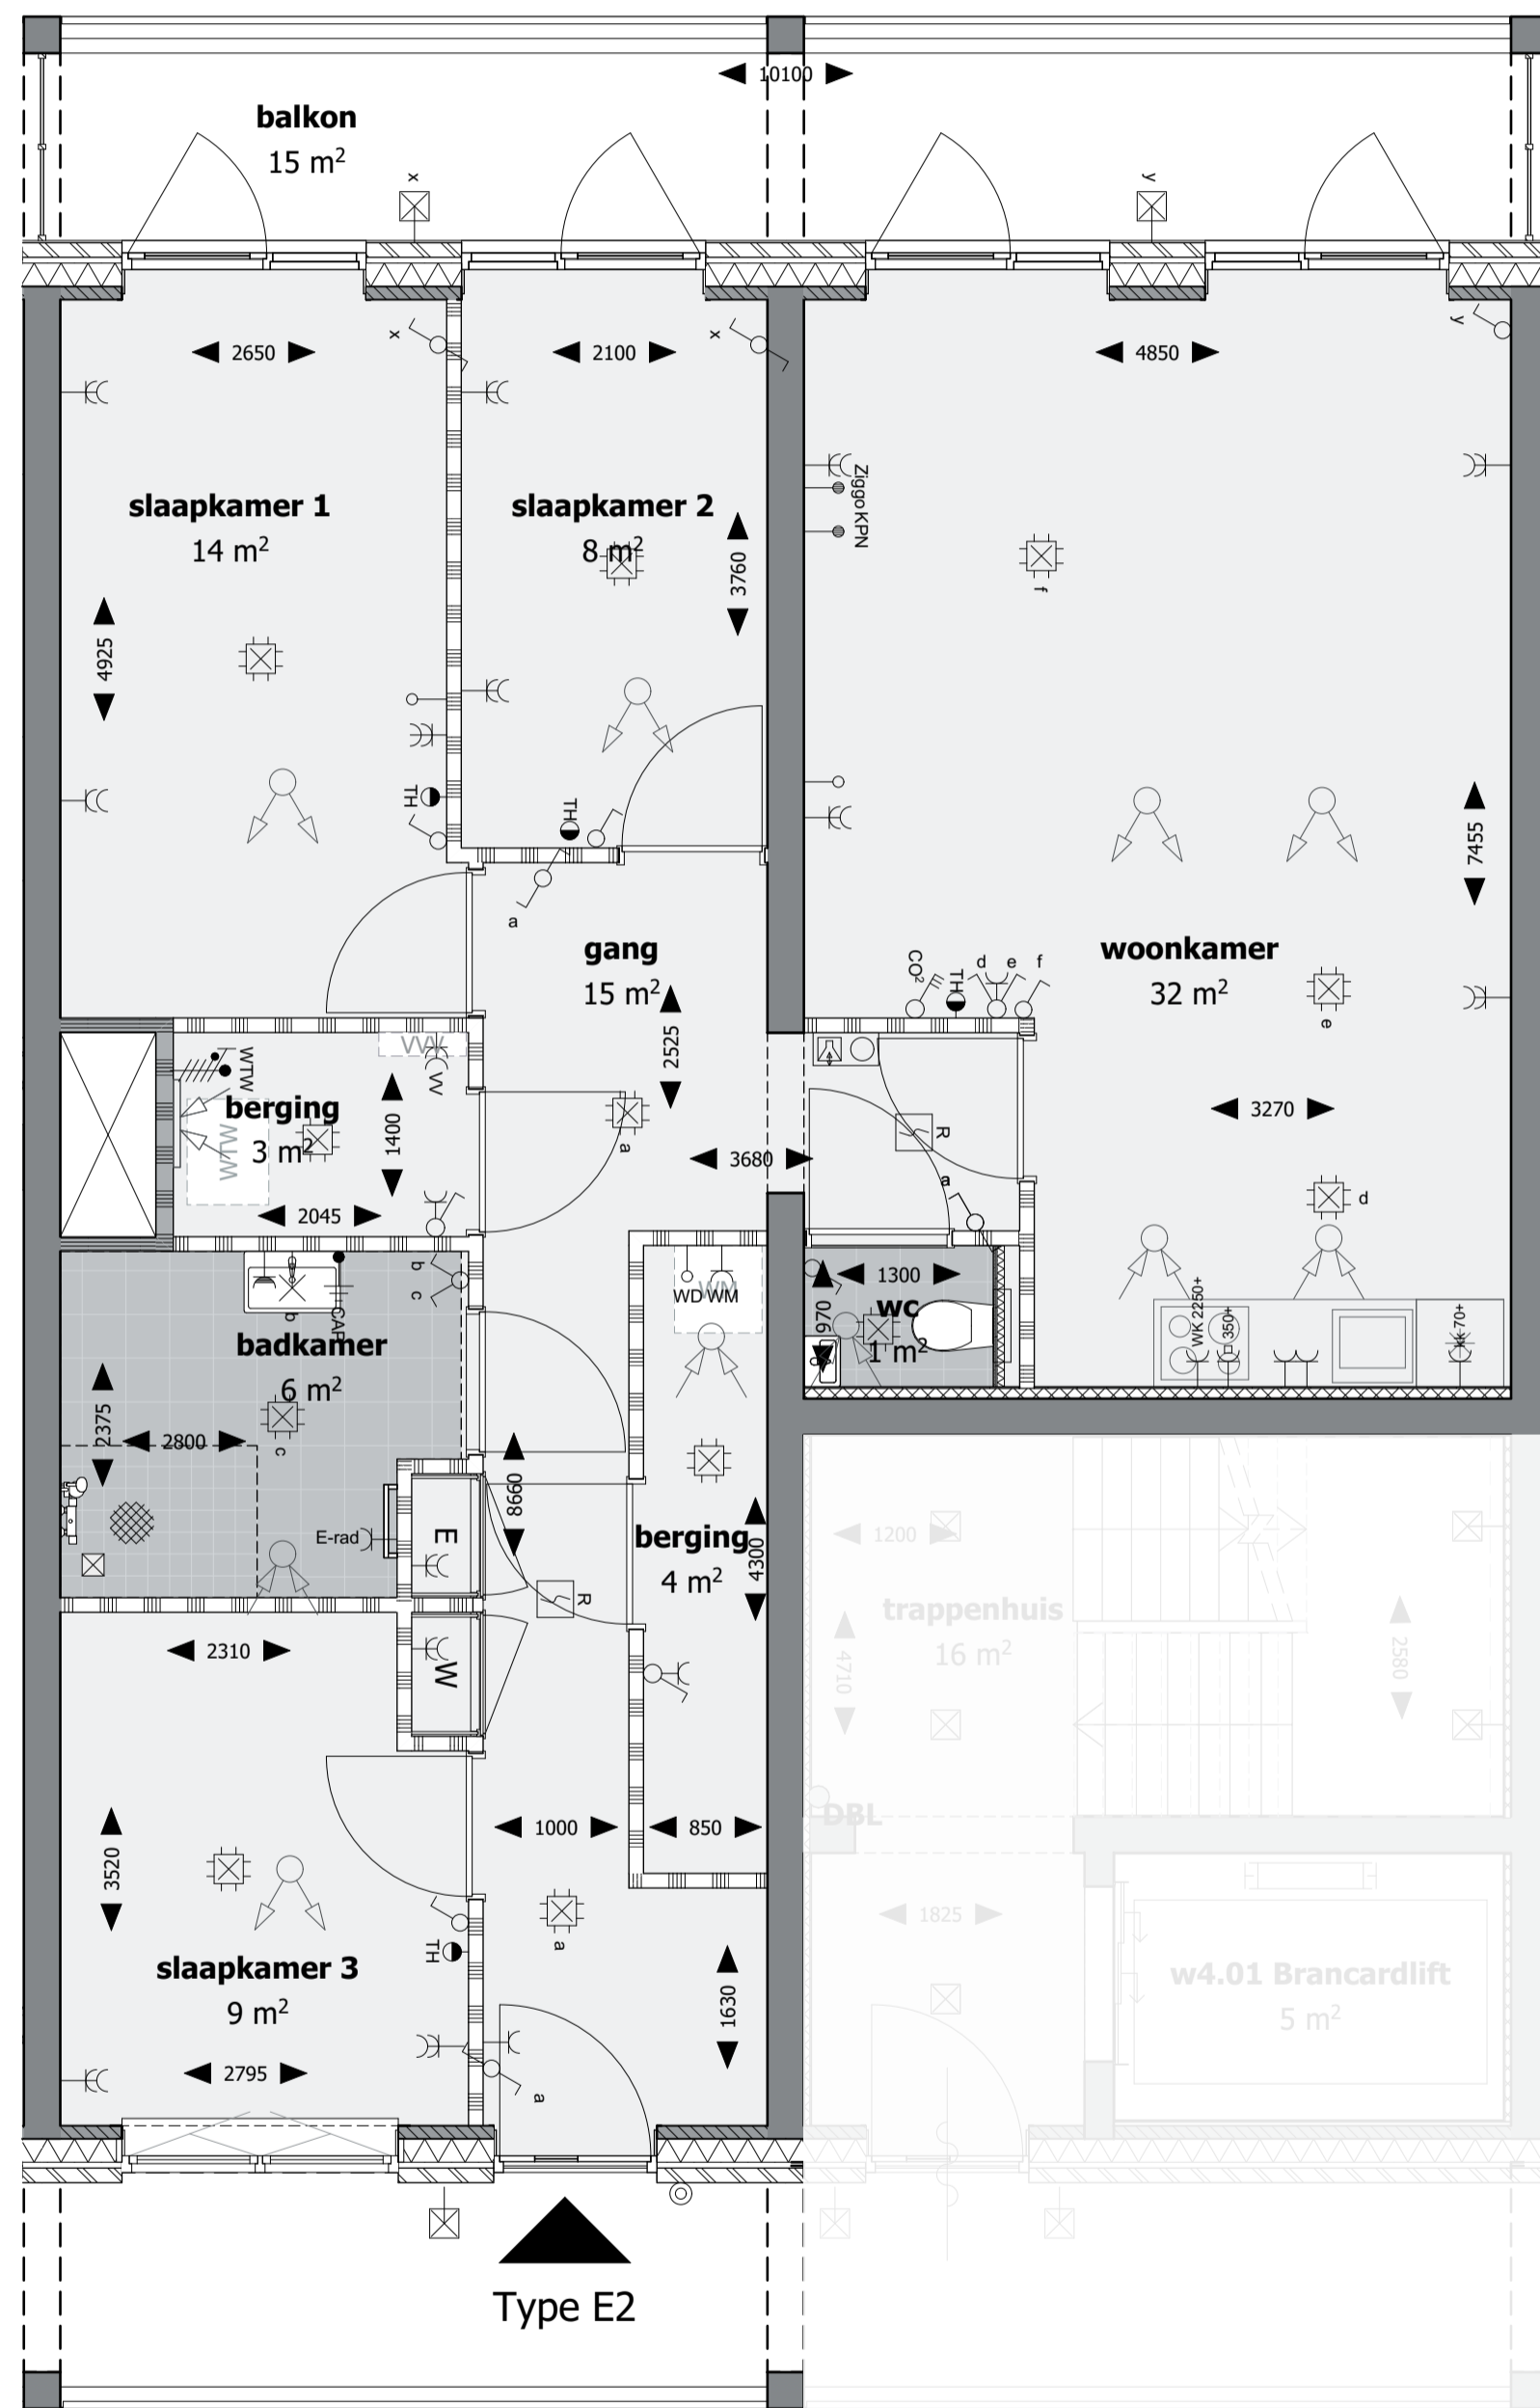 10100
balkon
15 m²
x
y
2650
x
2100
x
4850
y
slaapkamer 1
14 m²
slaapkamer 2
8 m²
3760
Ziggo KPN
f
4925
TH
TH
7455
a
gang
15 m²
2525
CO²
TH
d
e
f
woonkamer
32 m²
e
VVV
VV
WTW
berging
3 m²
WTW
1400
2045
a
3680
R
a
3270
d
b
c
b
CAP
badkamer
6 m²
2375
2800
c
WD WM
WM
1300
970
wc
1 m²
WK 2250+
350+
kk 70+
E-rad
E
8660
R
berging
4 m²
4300
W
2310
1200
trappenhuis
16 m²
4710
2580
DBL
1000
850
3520
a
TH
slaapkamer 3
9 m²
1630
2795
a
1825
w4.01 Brancardlift
5 m²
Type E2